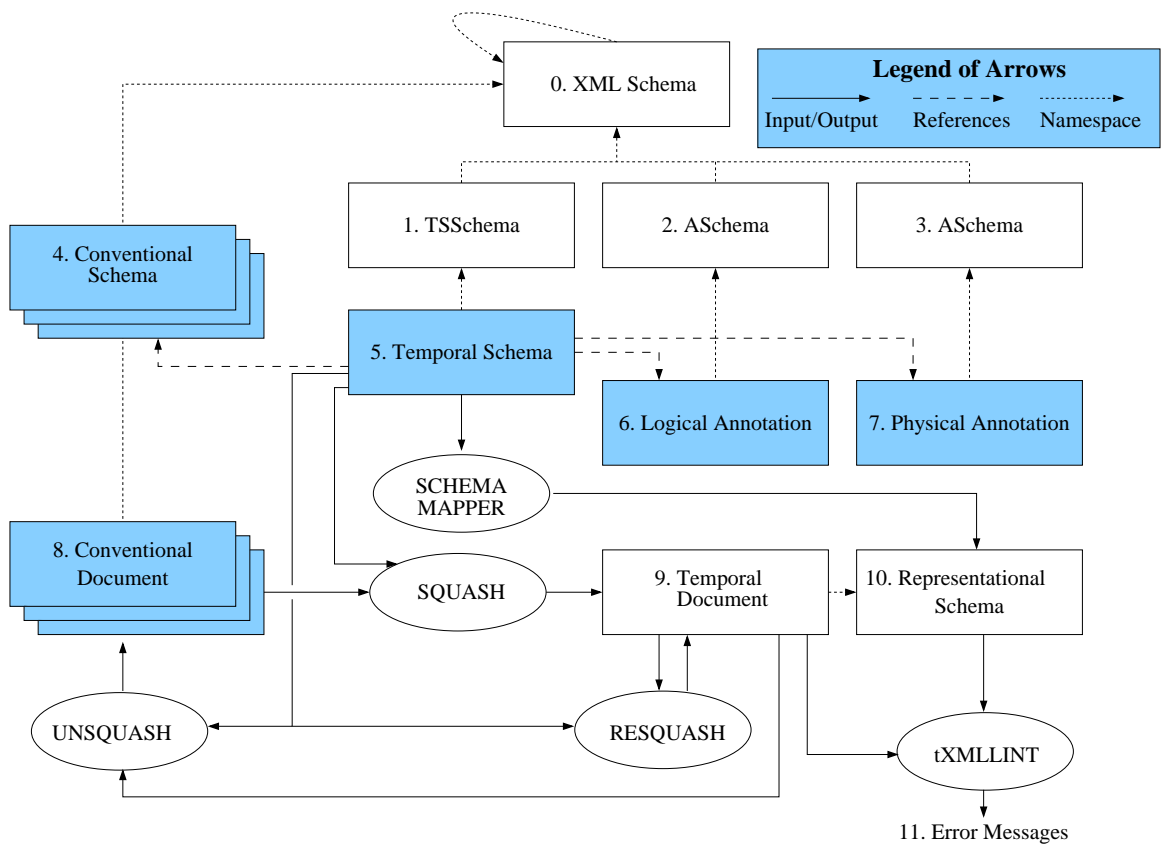 0. XML Schema
Legend of Arrows
Input/Output
References
Namespace
1. TSSchema
2. ASchema
3. ASchema
4. Conventional
Schema
5. Temporal Schema
6. Logical Annotation
7. Physical Annotation
SCHEMA
MAPPER
8. Conventional
Document
SQUASH
9. Temporal
Document
10. Representational
Schema
UNSQUASH
RESQUASH
tXMLLINT
11. Error Messages